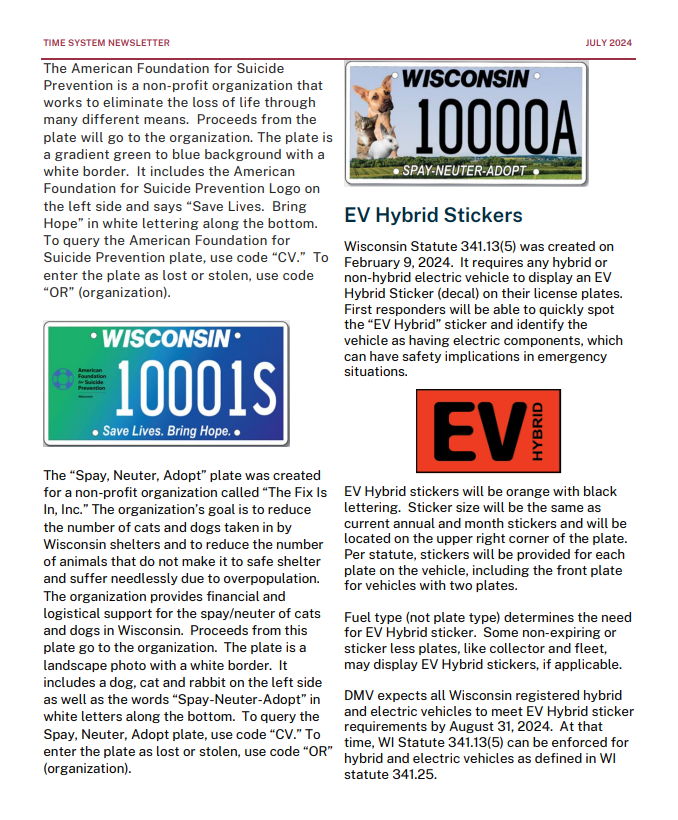 TIME SYSTEM NEWSLETTER
JULY 2024
The American Foundation for Suicide
Prevention is a non-profit organization that
works to eliminate the loss of life through
many different means.  Proceeds from the
plate will go to the organization. The plate is
a gradient green to blue background with a
white border.  It includes the American
Foundation for Suicide Prevention Logo on
the left side and says “Save Lives.  Bring
Hope” in white lettering along the bottom.
To query the American Foundation for
Suicide Prevention plate, use code “CV.”  To
enter the plate as lost or stolen, use code
“OR” (organization).
WISCONSIN
American
Foundation
for Suicide
Prevention
10001S
Save Lives. Bring Hope.
The “Spay, Neuter, Adopt” plate was created
for a non-profit organization called “The Fix Is
In, Inc.” The organization’s goal is to reduce
the number of cats and dogs taken in by
Wisconsin shelters and to reduce the number
of animals that do not make it to safe shelter
and suffer needlessly due to overpopulation.
The organization provides financial and
logistical support for the spay/neuter of cats
and dogs in Wisconsin.  Proceeds from this
plate go to the organization.  The plate is a
landscape photo with a white border.  It
includes a dog, cat and rabbit on the left side
as well as the words “Spay-Neuter-Adopt” in
white letters along the bottom.  To query the
Spay, Neuter, Adopt plate, use code “CV.” To
enter the plate as lost or stolen, use code “OR”
(organization).
WISCONSIN
10000A
SPAY-NEUTER-ADOPT
EV Hybrid Stickers
Wisconsin Statute 341.13(5) was created on
February 9, 2024.  It requires any hybrid or
non-hybrid electric vehicle to display an EV
Hybrid Sticker (decal) on their license plates.
First responders will be able to quickly spot
the “EV Hybrid” sticker and identify the
vehicle as having electric components, which
can have safety implications in emergency
situations.
EV HYBRID
EV Hybrid stickers will be orange with black
lettering.  Sticker size will be the same as
current annual and month stickers and will be
located on the upper right corner of the plate.
Per statute, stickers will be provided for each
plate on the vehicle, including the front plate
for vehicles with two plates.
Fuel type (not plate type) determines the need
for EV Hybrid sticker.  Some non-expiring or
sticker less plates, like collector and fleet,
may display EV Hybrid stickers, if applicable.
DMV expects all Wisconsin registered hybrid
and electric vehicles to meet EV Hybrid sticker
requirements by August 31, 2024.  At that
time, WI Statute 341.13(5) can be enforced for
hybrid and electric vehicles as defined in WI
statute 341.25.